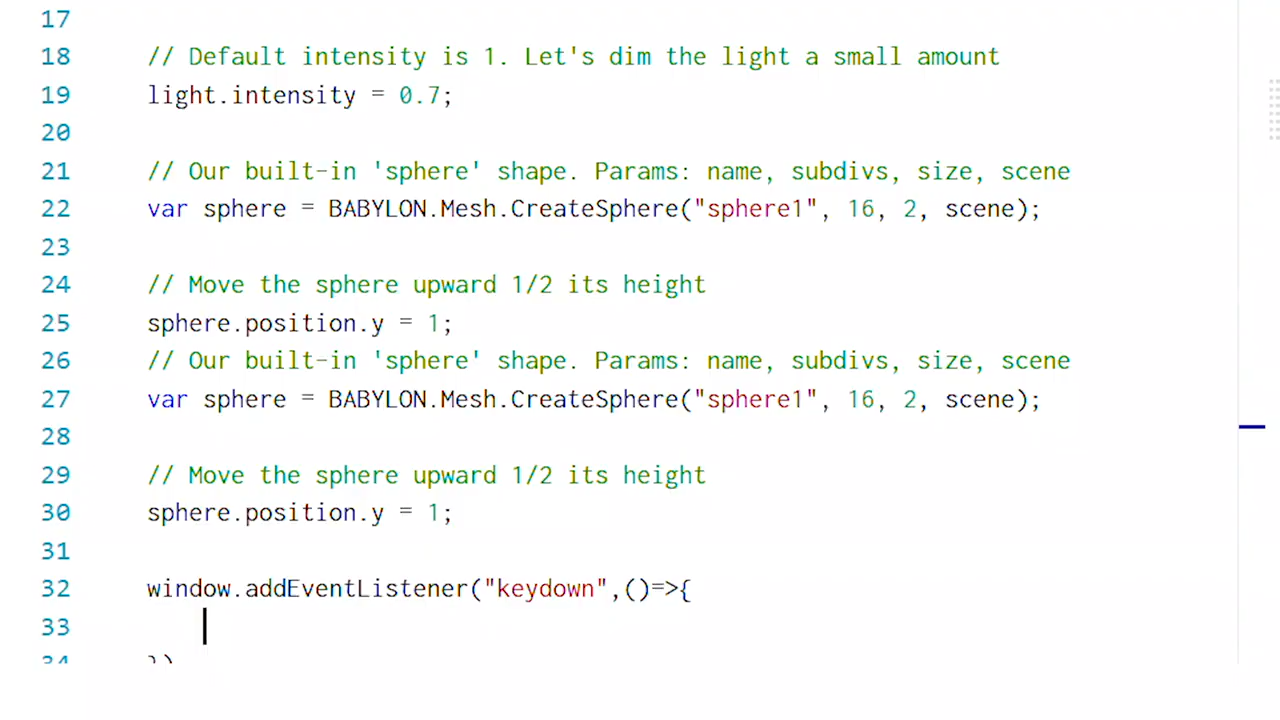 17
18 // Default intensity is 1. Let's dim the light a small amount
19 light.intensity = 0.7;
20
21 // Our built-in 'sphere' shape. Params: name, subdivs, size, scene
22 var sphere = BABYLON.Mesh.CreateSphere("sphere1", 16, 2, scene);
23
24 // Move the sphere upward 1/2 its height
25 sphere.position.y = 1;
26 // Our built-in 'sphere' shape. Params: name, subdivs, size, scene
27 var sphere = BABYLON.Mesh.CreateSphere("sphere1", 16, 2, scene);
28
29 // Move the sphere upward 1/2 its height
30 sphere.position.y = 1;
31
32 window.addEventListener("keydown",()=>{
33
34 })